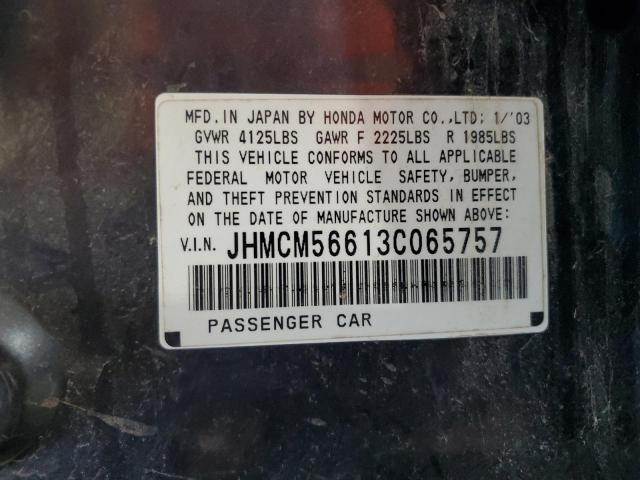 MFD. IN JAPAN BY HONDA MOTOR CO.,LTD; 1/'03
GVWR 4125LBS GAWR F 2225LBS R 1985LBS
THIS VEHICLE CONFORMS TO ALL APPLICABLE
FEDERAL MOTOR VEHICLE SAFETY, BUMPER,
AND THEFT PREVENTION STANDARDS IN EFFECT
ON THE DATE OF MANUFACTURE SHOWN ABOVE:
V.I.N. JHMCM56613C065757
PASSENGER CAR